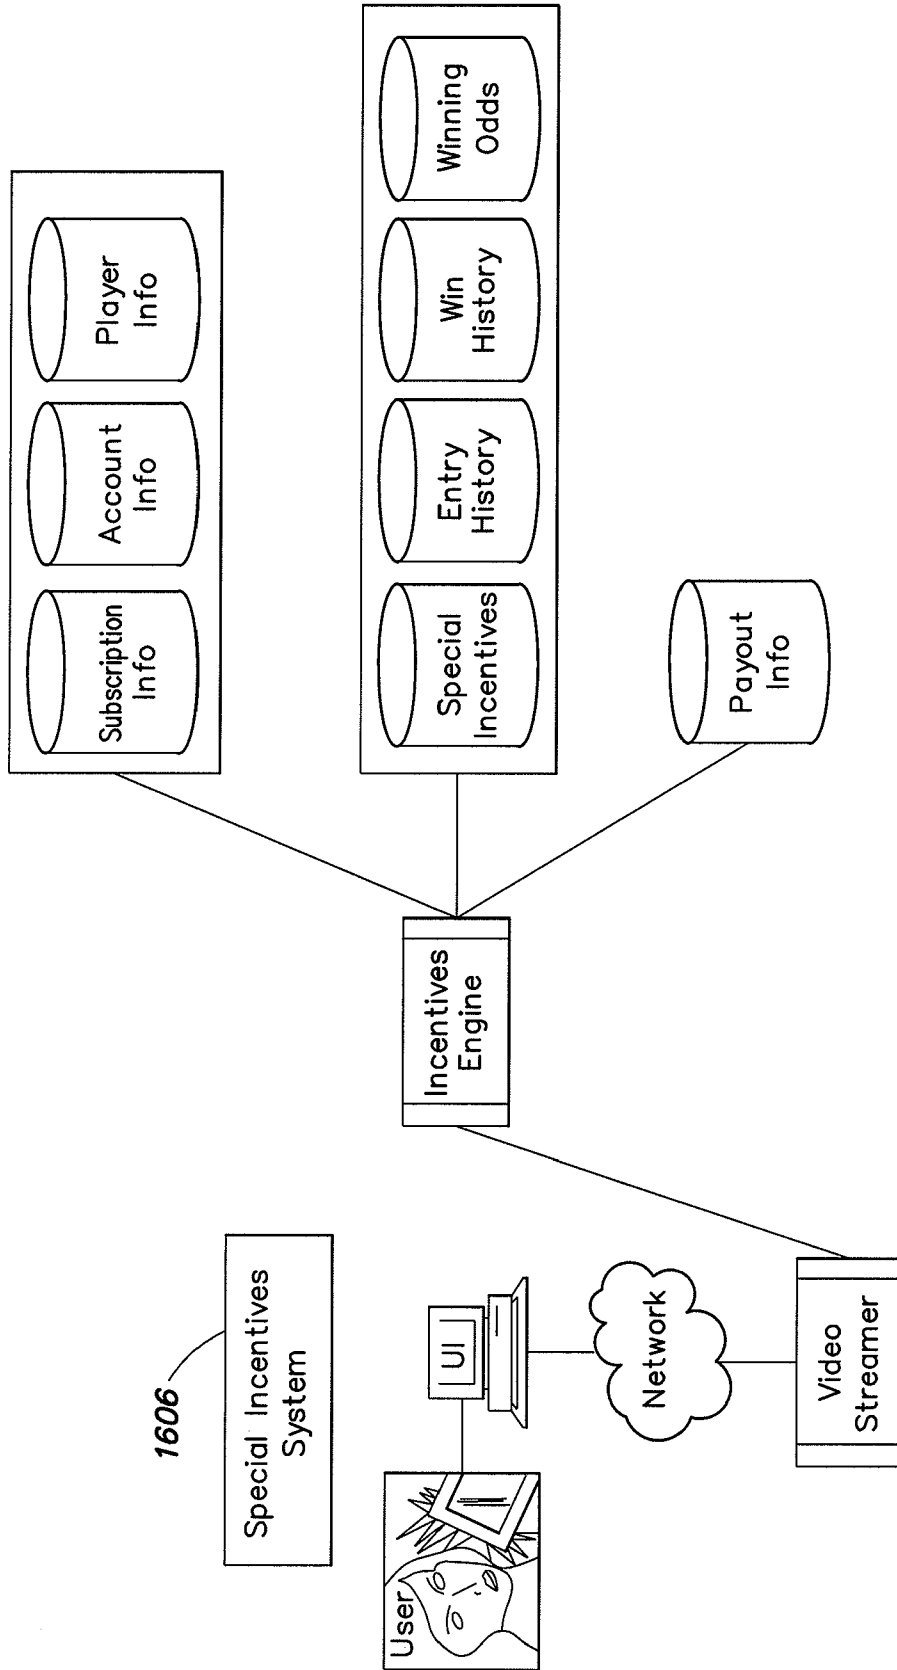 1606
Special Incentives
System
User
UI
Network
Video
Streamer
Incentives
Engine
Subscription
Info
Account
Info
Player
Info
Special
Incentives
Entry
History
Win
History
Winning
Odds
Payout
Info